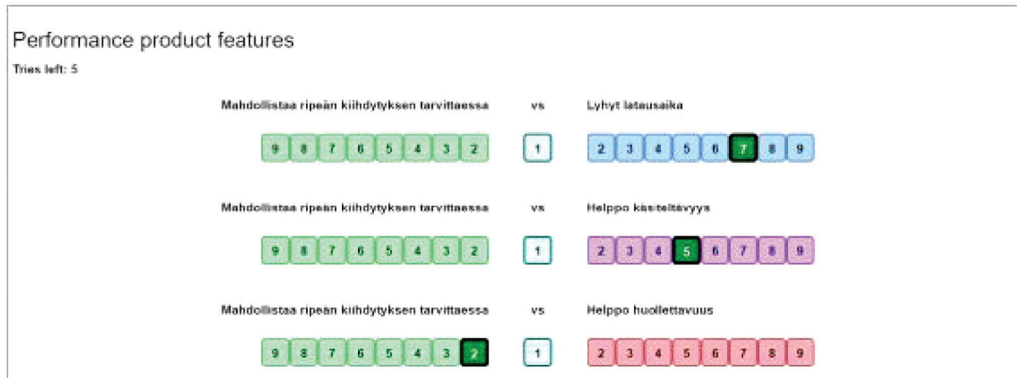 Performance product features
Tries left: 5
Mahdollistaa ripeän kiihdytyksen tarvittaessa vs Lyhyt latausaika
9 8 7 6 5 4 3 2 1 2 3 4 5 6 7 8 9
Mahdollistaa ripeän kiihdytyksen tarvittaessa vs Helppo käsiteltävyys
9 8 7 6 5 4 3 2 1 2 3 4 5 6 7 8 9
Mahdollistaa ripeän kiihdytyksen tarvittaessa vs Helppo huollettavuus
9 8 7 6 5 4 3 2 1 2 3 4 5 6 7 8 9